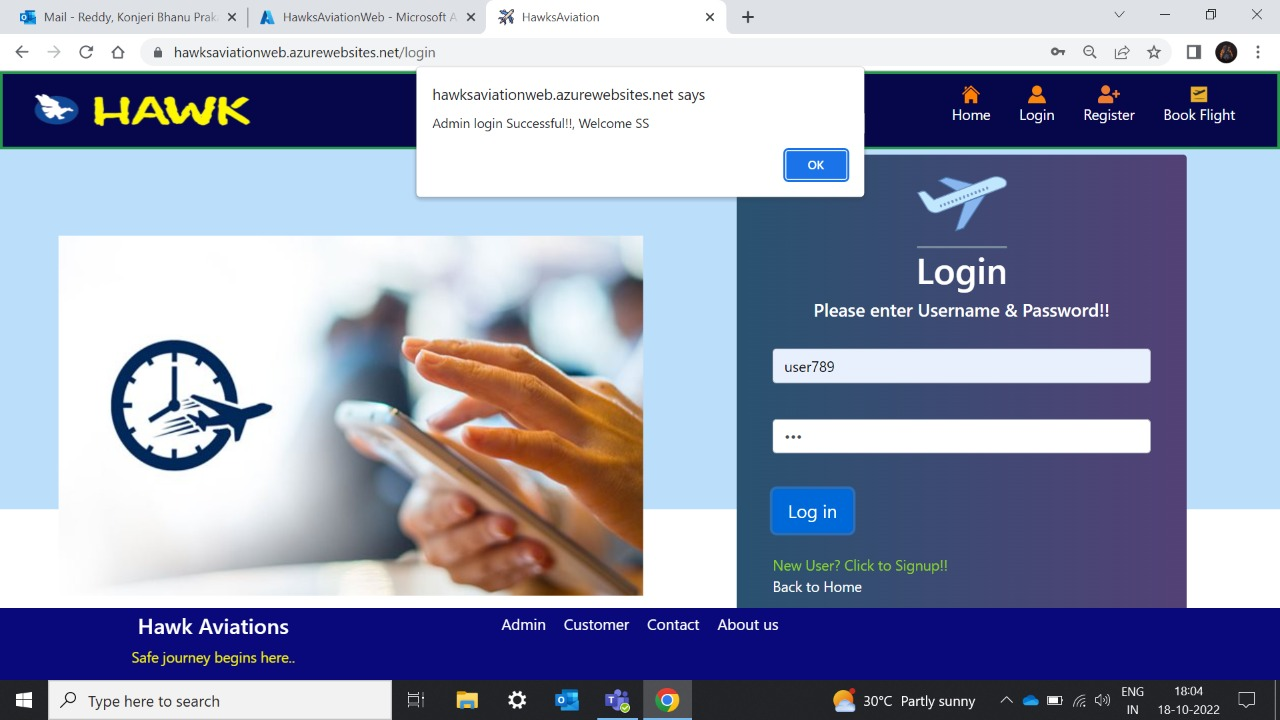 Mail - Reddy, Konjeri Bhanu Prak
HawksAviationWeb - Microsoft A
HawksAviation
hawksaviationweb.azurewebsites.net/login
HAWK
hawksaviationweb.azurewebsites.net says
Admin login Successful!!, Welcome SS
OK
Home
Login
Register
Book Flight
Login
Please enter Username & Password!!
user789
•••
Log in
New User? Click to Signup!!
Back to Home
Hawk Aviations
Safe journey begins here..
Admin Customer Contact About us
Type here to search
30°C Partly sunny
ENG
IN
18:04
18-10-2022